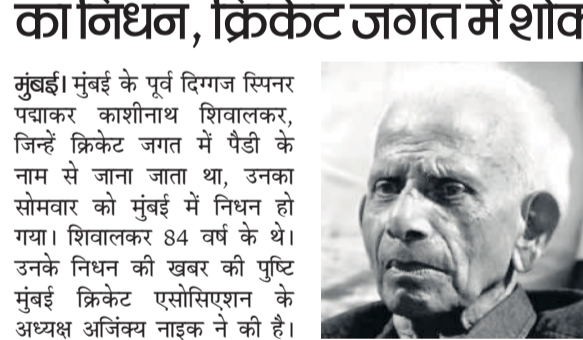 का निधन, क्रिकेट जगत में शोक
मुंबई। मुंबई के पूर्व दिग्गज स्पिनर
पद्माकर काशीनाथ शिवालकर,
जिन्हें क्रिकेट जगत में पैडी के
नाम से जाना जाता था, उनका
सोमवार को मुंबई में निधन हो
गया। शिवालकर 84 वर्ष के थे।
उनके निधन की खबर की पुष्टि
मुंबई क्रिकेट एसोसिएशन के
अध्यक्ष अजिंक्य नाइक ने की है।